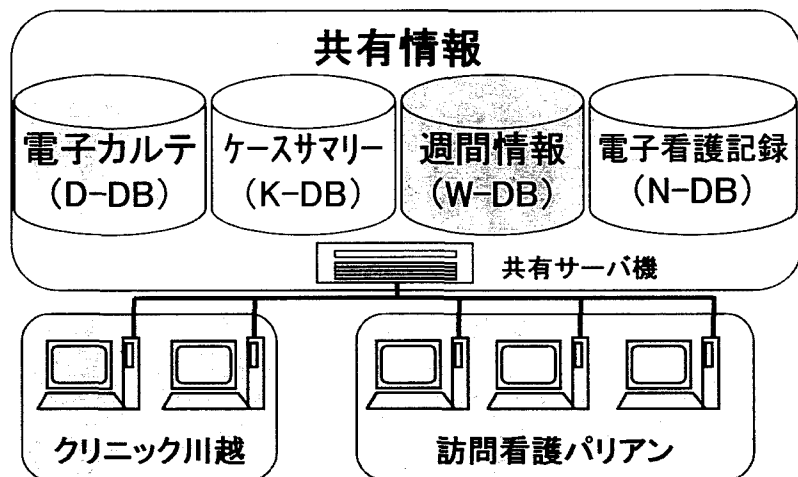 共有情報
電子カルテ
(D-DB)
ケースサマリー
(K-DB)
週間情報
(W-DB)
電子看護記録
(N-DB)
共有サーバ機
クリニック川越
訪問看護パリアン